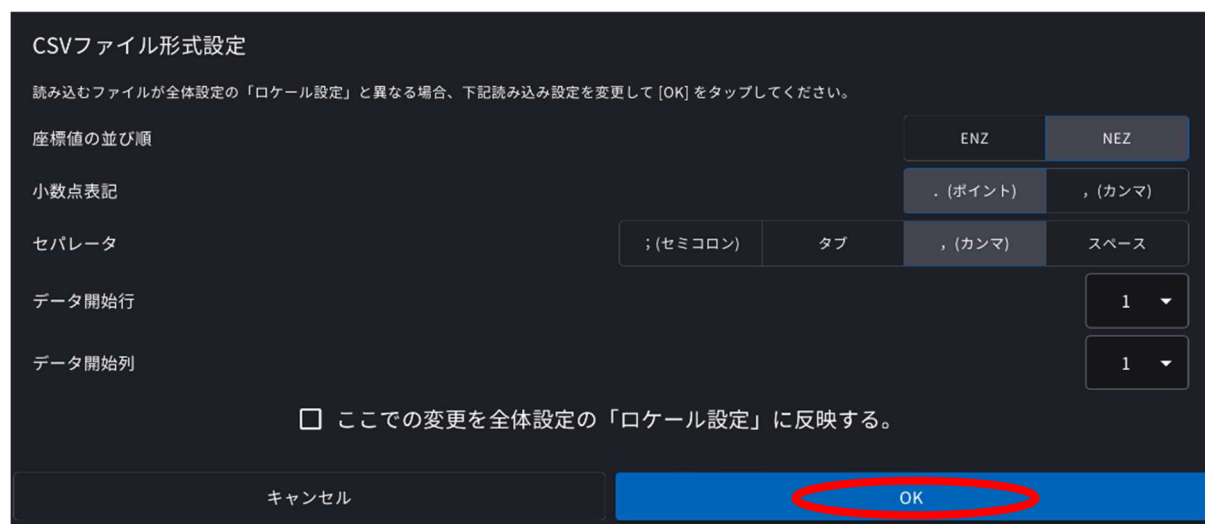 CSVファイル形式設定
読み込むファイルが全体設定の「ロケール設定」と異なる場合、下記読み込み設定を変更して [OK] をタップしてください。
座標値の並び順 ENZ NEZ
小数点表記 . (ポイント) , (カンマ)
セパレータ ; (セミコロン) タブ , (カンマ) スペース
データ開始行 1
データ開始列 1
ここでの変更を全体設定の「ロケール設定」に反映する。
キャンセル OK